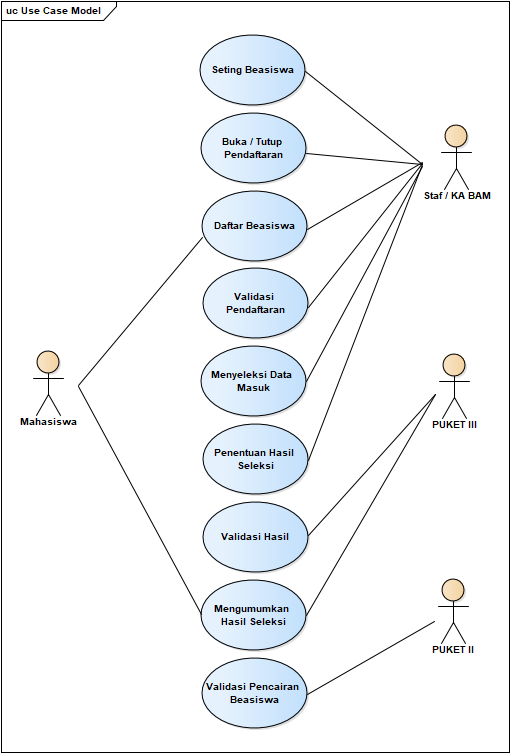 uc Use Case Model
Seting Beasiswa
Buka / Tutup
Pendaftaran
Staf / KA BAM
Daftar Beasiswa
Validasi
Pendaftaran
Menyeleksi Data
Masuk
Mahasiswa
PUKET III
Penentuan Hasil
Seleksi
Validasi Hasil
Mengumumkan
Hasil Seleksi
PUKET II
Validasi Pencairan
Beasiswa